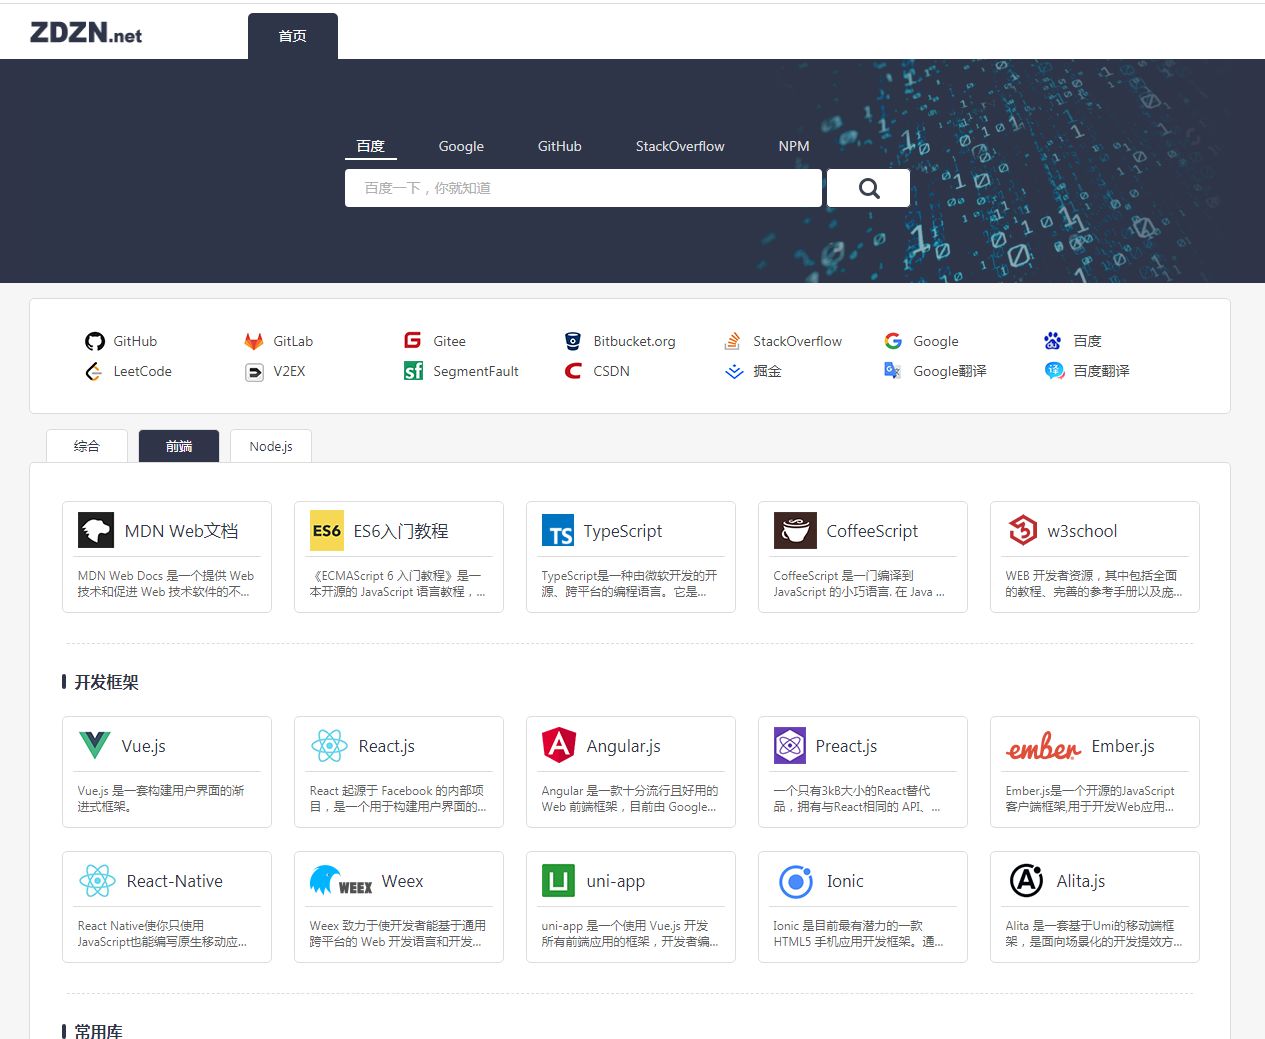 ZDZN.net
首页
百度 Google GitHub StackOverflow NPM
百度一下，你就知道
GitHub GitLab Gitee Bitbucket.org StackOverflow Google 百度
LeetCode V2EX SegmentFault CSDN 掘金 Google翻译 百度翻译
综合 前端 Node.js
MDN Web文档
MDN Web Docs 是一个提供 Web
技术和促进 Web 技术软件的不...
ES6 ES6入门教程
《ECMAScript 6 入门教程》是一
本开源的 JavaScript 语言教程，...
TS TypeScript
TypeScript是一种由微软开发的开
源、跨平台的编程语言。它是...
CoffeeScript
CoffeeScript 是一门编译到
JavaScript 的小巧语言. 在 Java ...
w3school
WEB 开发者资源，其中包括全面
的教程、完善的参考手册以及庞...
开发框架
Vue.js
Vue.js 是一套构建用户界面的渐
进式框架。
React.js
React 起源于 Facebook 的内部项
目，是一个用于构建用户界面的...
Angular.js
Angular 是一款十分流行且好用的
Web 前端框架，目前由 Google...
Preact.js
一个只有3kB大小的React替代
品，拥有与React相同的 API、...
ember Ember.js
Ember.js是一个开源的JavaScript
客户端框架,用于开发Web应用...
React-Native
React Native使你只使用
JavaScript也能编写原生移动应...
WEEX Weex
Weex 致力于使开发者能基于通用
跨平台的 Web 开发语言和开发...
uni-app
uni-app 是一个使用 Vue.js 开发
所有前端应用的框架，开发者编...
Ionic
Ionic 是目前最有潜力的一款
HTML5 手机应用开发框架。通...
Alita.js
Alita 是一套基于Umi的移动端框
架，是面向场景化的开发提效方...
常用库